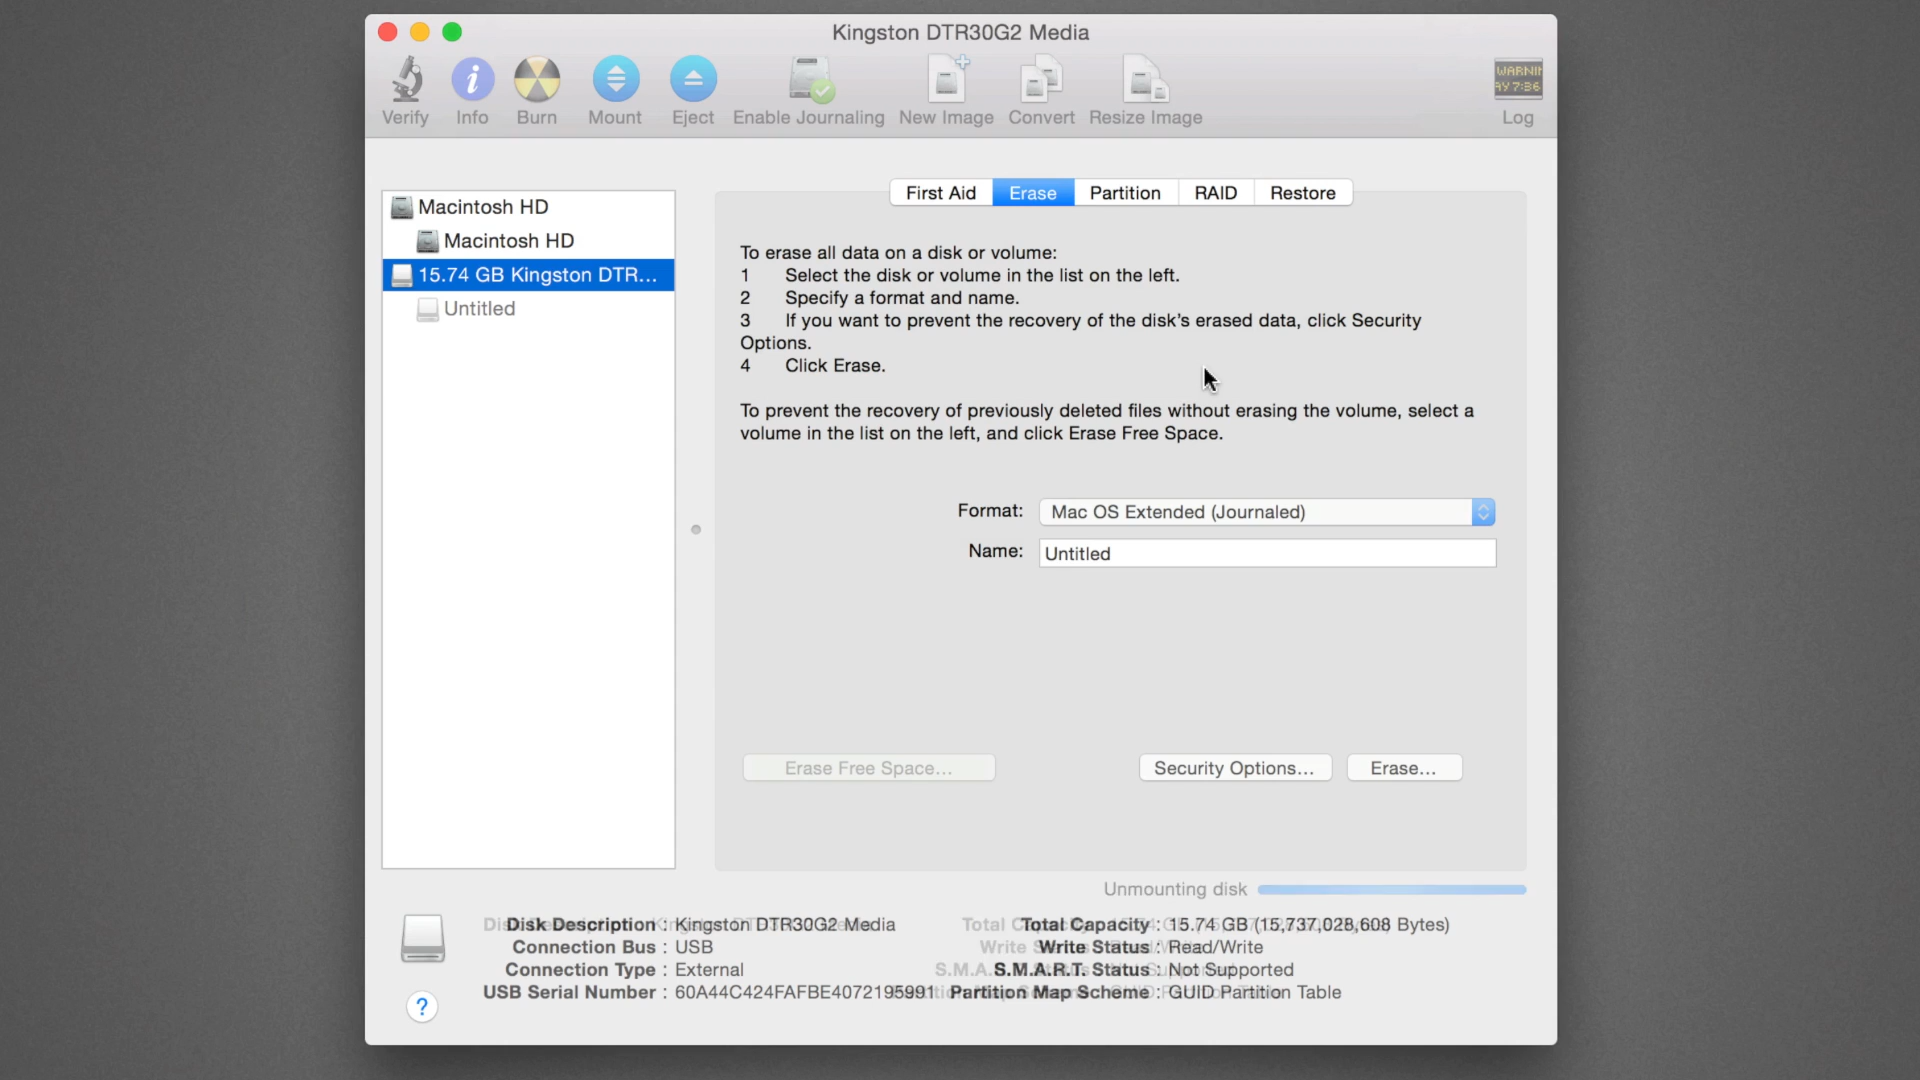 Kingston DTR30G2 Media
Verify Info Burn Mount Eject Enable Journaling New Image Convert Resize Image Log
WARNIN
AY 7:36
First Aid Erase Partition RAID Restore
Macintosh HD
Macintosh HD
15.74 GB Kingston DTR...
Untitled
To erase all data on a disk or volume:
1 Select the disk or volume in the list on the left.
2 Specify a format and name.
3 If you want to prevent the recovery of the disk’s erased data, click Security
Options.
4 Click Erase.
To prevent the recovery of previously deleted files without erasing the volume, select a
volume in the list on the left, and click Erase Free Space.
Format: Mac OS Extended (Journaled)
Name: Untitled
Erase Free Space... Security Options... Erase...
Unmounting disk
Disk Description : Kingston DTR30G2 Media Total Capacity : 15.74 GB (15,737,028,608 Bytes)
Connection Bus : USB Write Status : Read/Write
Connection Type : External S.M.A.R.T. Status : Not Supported
USB Serial Number : 60A44C424FAFBE4072195991 Partition Map Scheme : GUID Partition Table
?